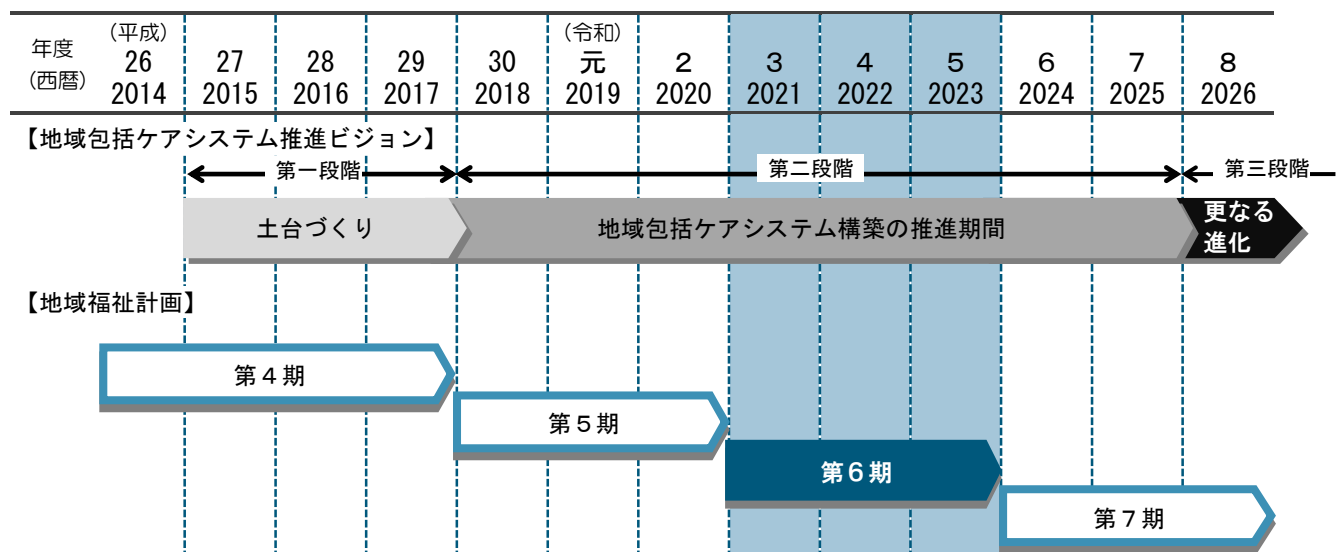 年度 (平成) (令和)
(西暦) 26 27 28 29 30 元 2 3 4 5 6 7 8
2014 2015 2016 2017 2018 2019 2020 2021 2022 2023 2024 2025 2026
【地域包括ケアシステム推進ビジョン】
第一段階 第二段階 第三段階
土台づくり 地域包括ケアシステム構築の推進期間 更なる
進化
【地域福祉計画】
第4期
第5期
第6期
第7期